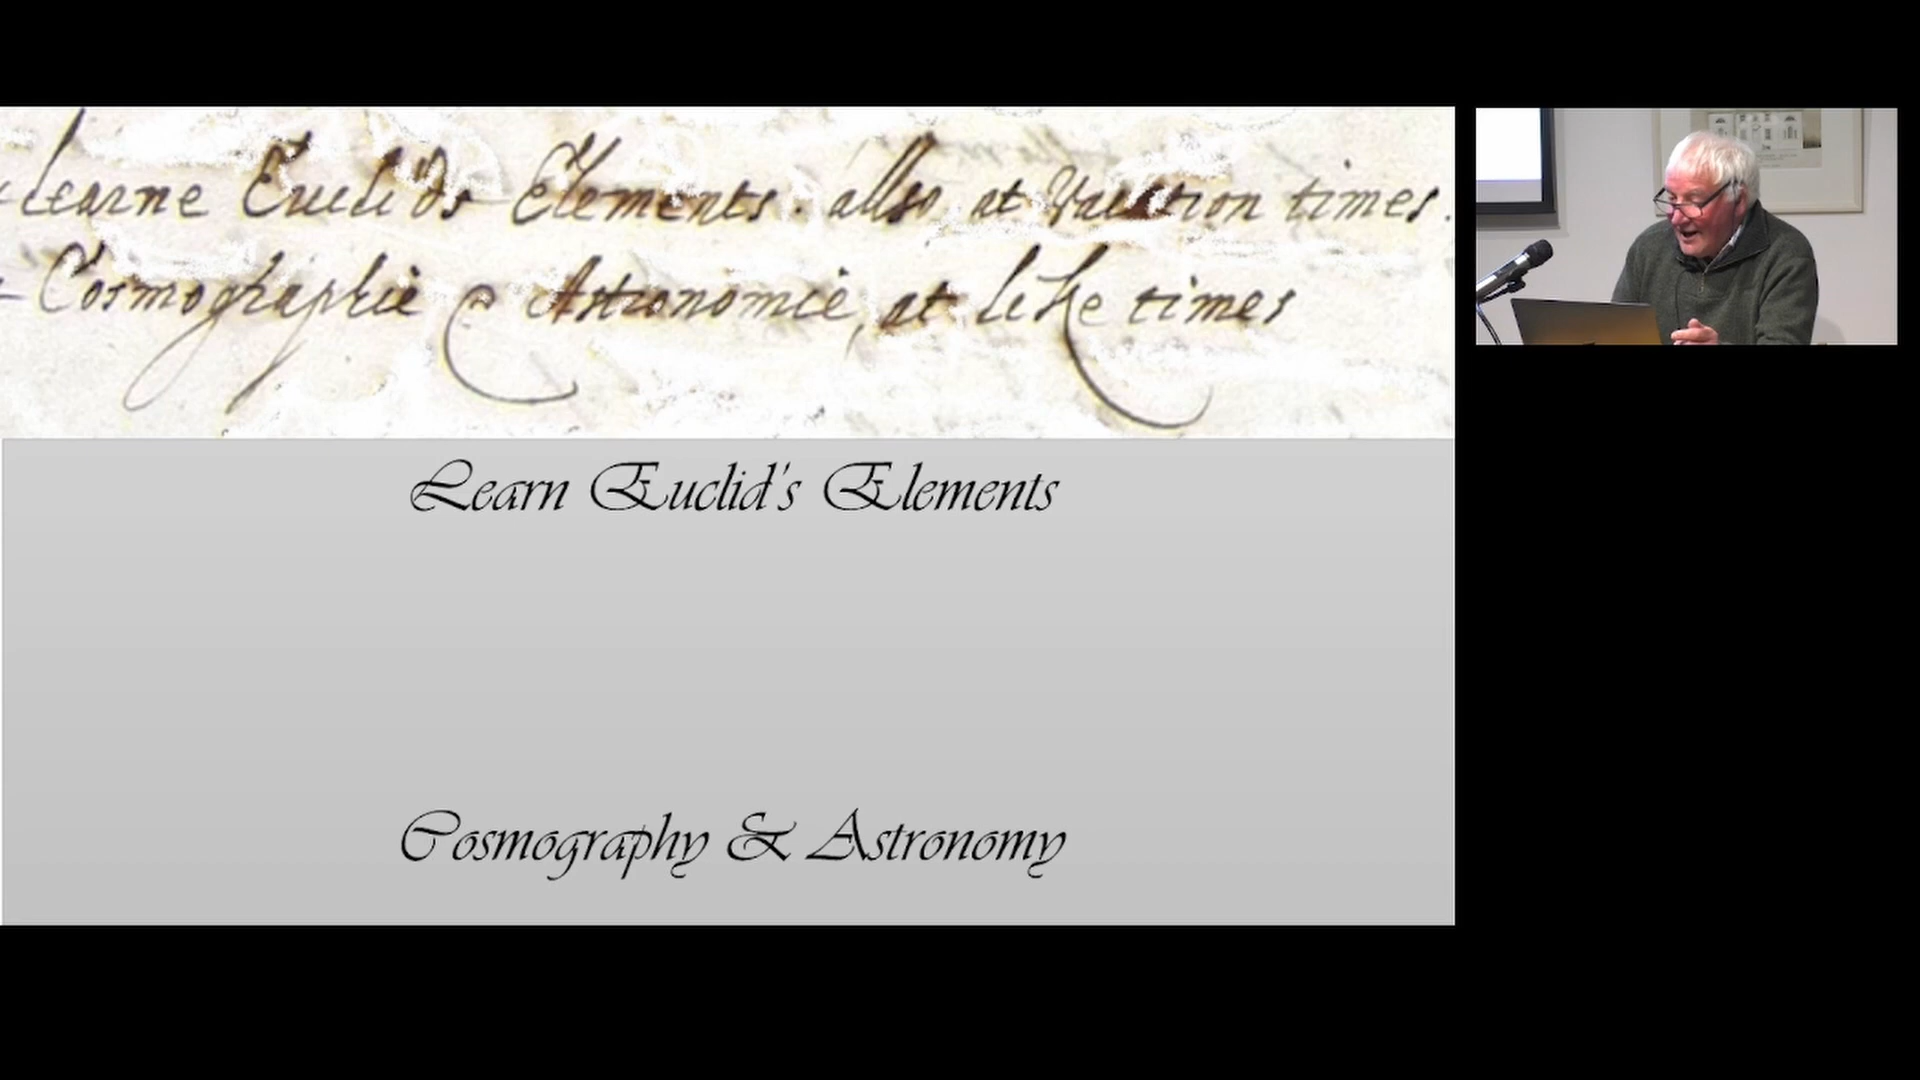 learne Euclids Elements. allso at Vacation times.
Cosmographie & Astronomie, at like times
Learn Euclid's Elements
Cosmography & Astronomy